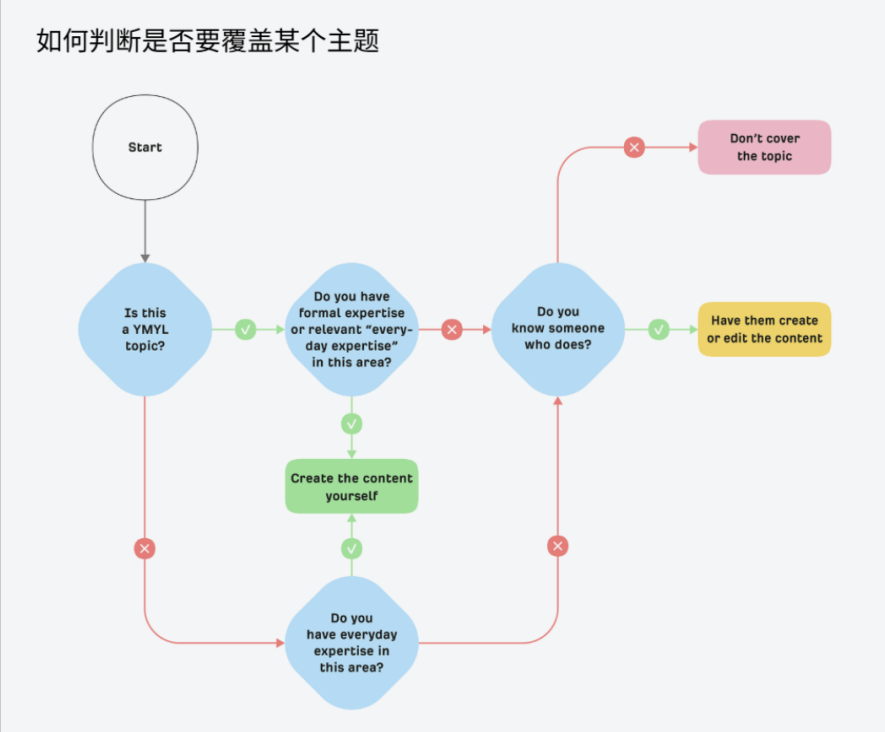 如何判断是否要覆盖某个主题
Start
Don't cover
the topic
Is this
a YMYL
topic?
Do you have
formal expertise
or relevant “every-
day expertise”
in this area?
Do you
know someone
who does?
Have them create
or edit the content
Create the content
yourself
Do you
have everyday
expertise in
this area?